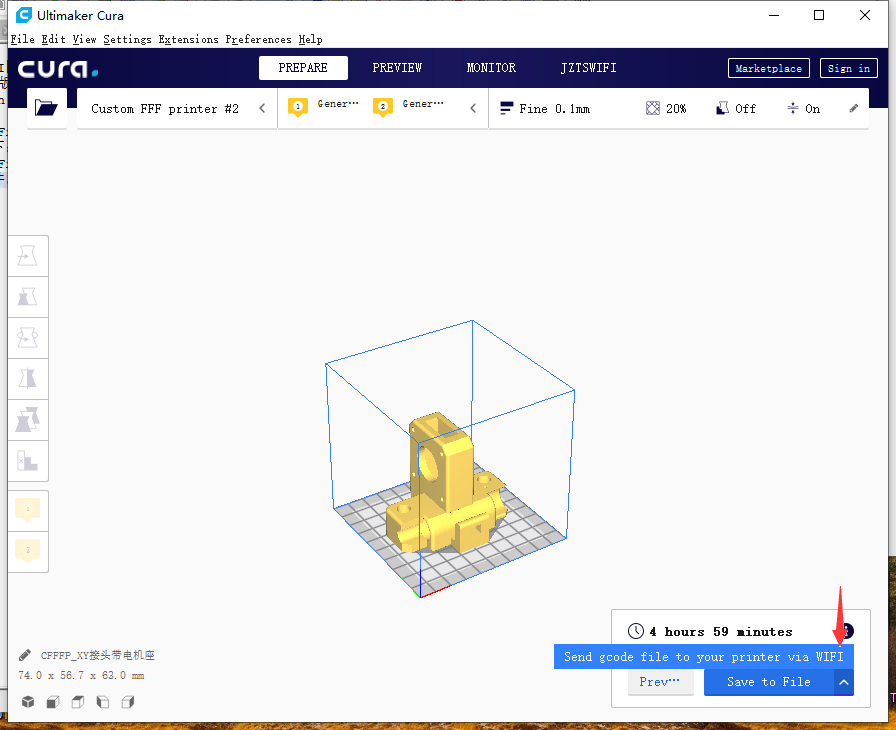 Ultimaker Cura
File Edit View Settings Extensions Preferences Help
cura.
PREPARE PREVIEW MONITOR JZTSWIFI
Marketplace Sign in
Custom FFF printer #2
1 Gener···
2 Gener···
Fine 0.1mm
20%
Off
On
4 hours 59 minutes
Send gcode file to your printer via WIFI
Prev···
Save to File
CFFFP_XY接头带电机座
74.0 x 56.7 x 63.0 mm